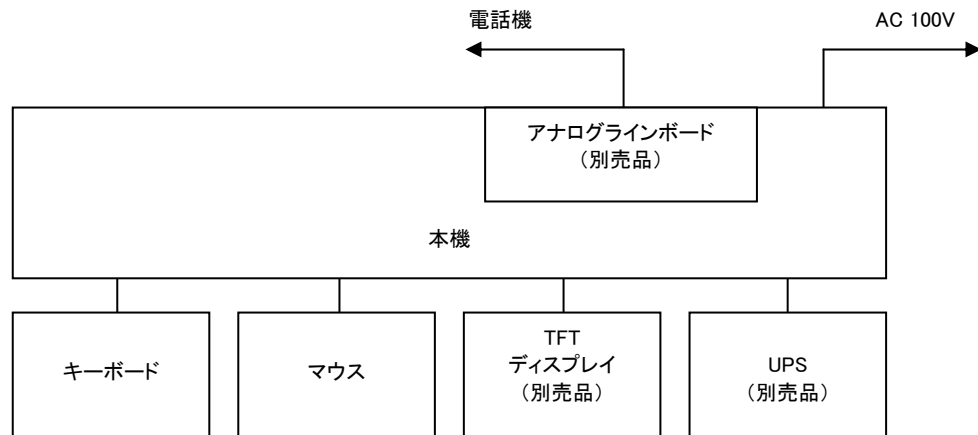 電話機
AC 100V
アナログラインボード
（別売品）
本機
キーボード
マウス
TFT
ディスプレイ
（別売品）
UPS
（別売品）